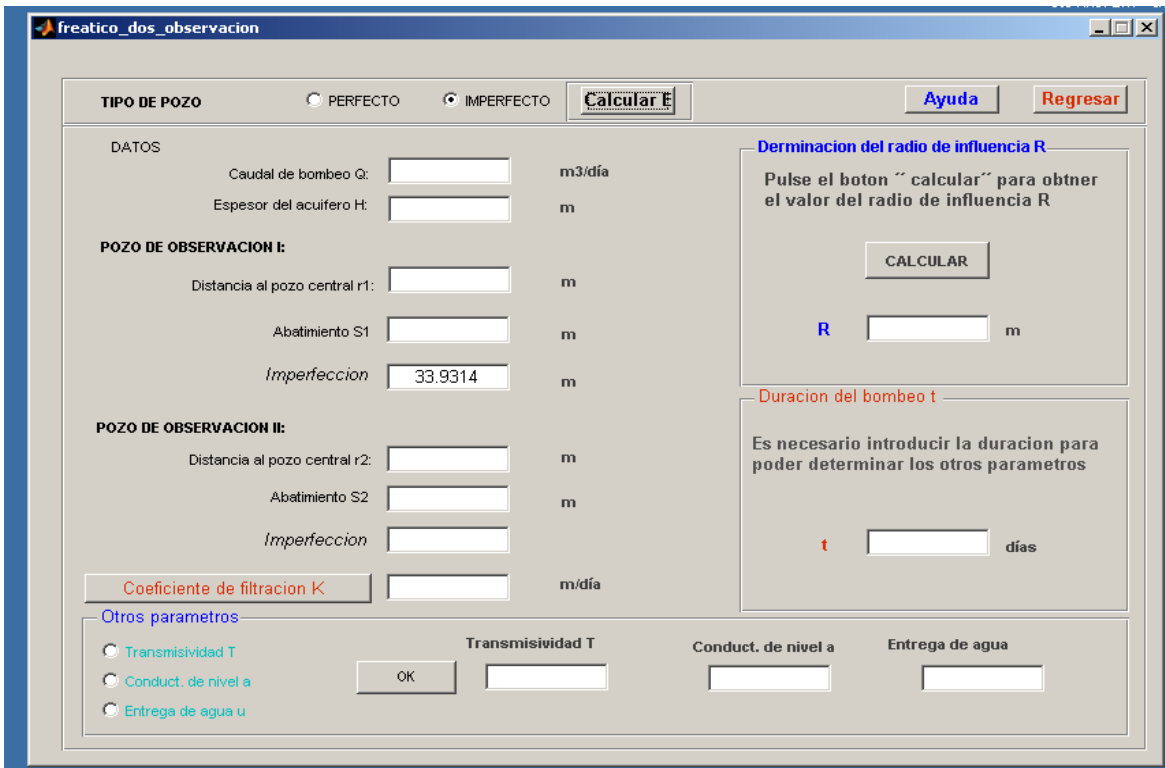 freatico_dos_observacion
TIPO DE POZO PERFECTO IMPERFECTO Calcular E Ayuda Regresar
DATOS
Caudal de bombeo Q: m3/día
Espesor del acuifero H: m
POZO DE OBSERVACION I:
Distancia al pozo central r1: m
Abatimiento S1 m
Imperfeccion 33.9314 m
POZO DE OBSERVACION II:
Distancia al pozo central r2: m
Abatimiento S2 m
Imperfeccion
Coeficiente de filtracion K m/día
Derminacion del radio de influencia R
Pulse el boton ´´ calcular´´ para obtner
el valor del radio de influencia R
CALCULAR
R m
Duracion del bombeo t
Es necesario introducir la duracion para
poder determinar los otros parametros
t días
Otros parametros
Transmisividad T
Conduct. de nivel a
Entrega de agua u
OK
Transmisividad T Conduct. de nivel a Entrega de agua